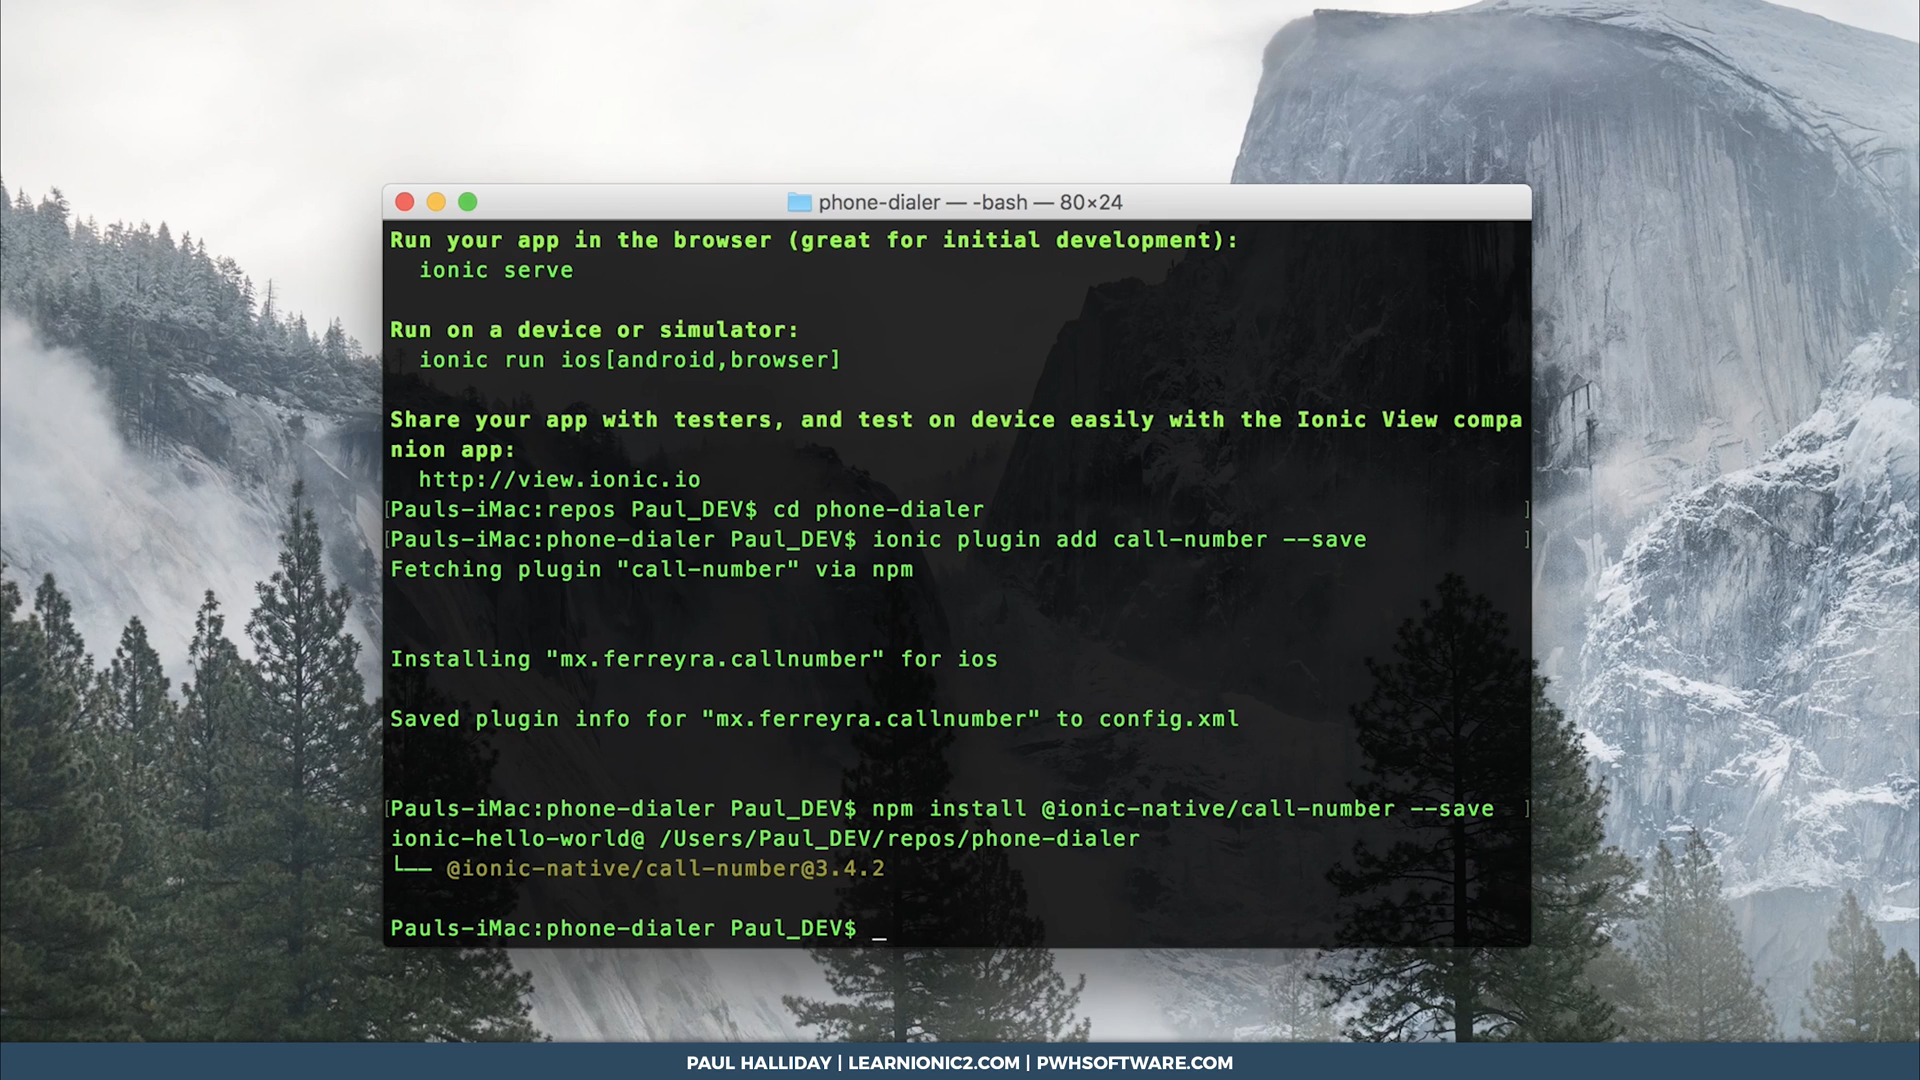 phone-dialer — -bash — 80×24
Run your app in the browser (great for initial development):
ionic serve
Run on a device or simulator:
ionic run ios[android,browser]
Share your app with testers, and test on device easily with the Ionic View compa
nion app:
http://view.ionic.io
[Pauls-iMac:repos Paul_DEV$ cd phone-dialer ]
[Pauls-iMac:phone-dialer Paul_DEV$ ionic plugin add call-number --save ]
Fetching plugin "call-number" via npm
Installing "mx.ferreyra.callnumber" for ios
Saved plugin info for "mx.ferreyra.callnumber" to config.xml
[Pauls-iMac:phone-dialer Paul_DEV$ npm install @ionic-native/call-number --save ]
ionic-hello-world@ /Users/Paul_DEV/repos/phone-dialer
└── @ionic-native/call-number@3.4.2
Pauls-iMac:phone-dialer Paul_DEV$ _
PAUL HALLIDAY | LEARNIONIC2.COM | PWHSOFTWARE.COM